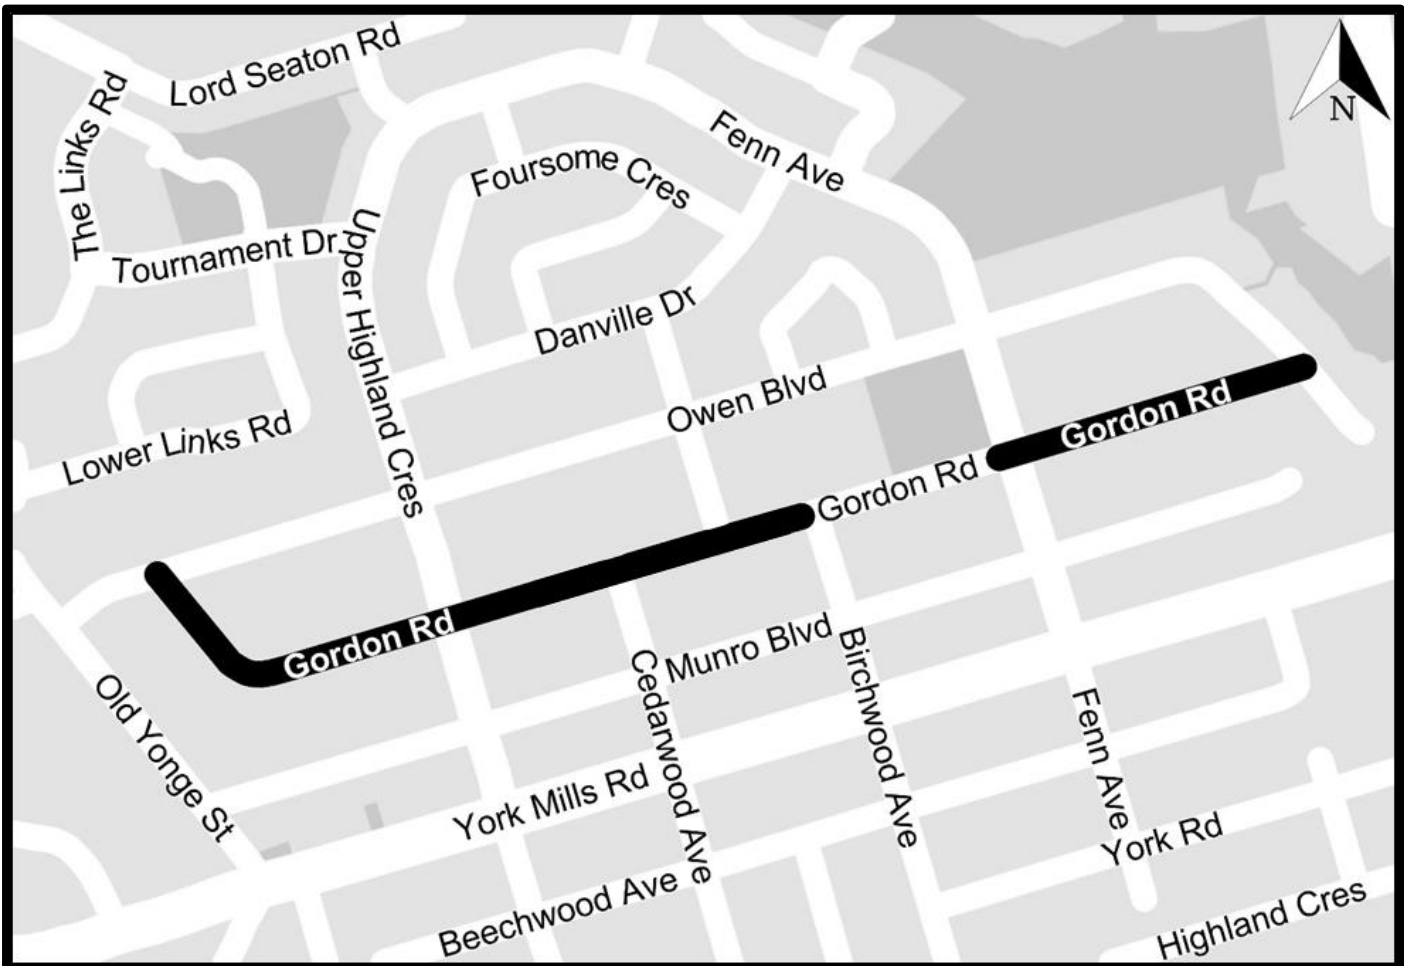 Lord Seaton Rd
The Links Rd
N
Fenn Ave
Foursome Cres
Tournament Dr
Upper Highland Cres
Danville Dr
Owen Blvd
Gordon Rd
Lower Links Rd
Gordon Rd
Gordon Rd
Munro Blvd
Birchwood Ave
Cedarwood Ave
Old Yonge St
Fenn Ave
York Mills Rd
York Rd
Beechwood Ave
Highland Cres